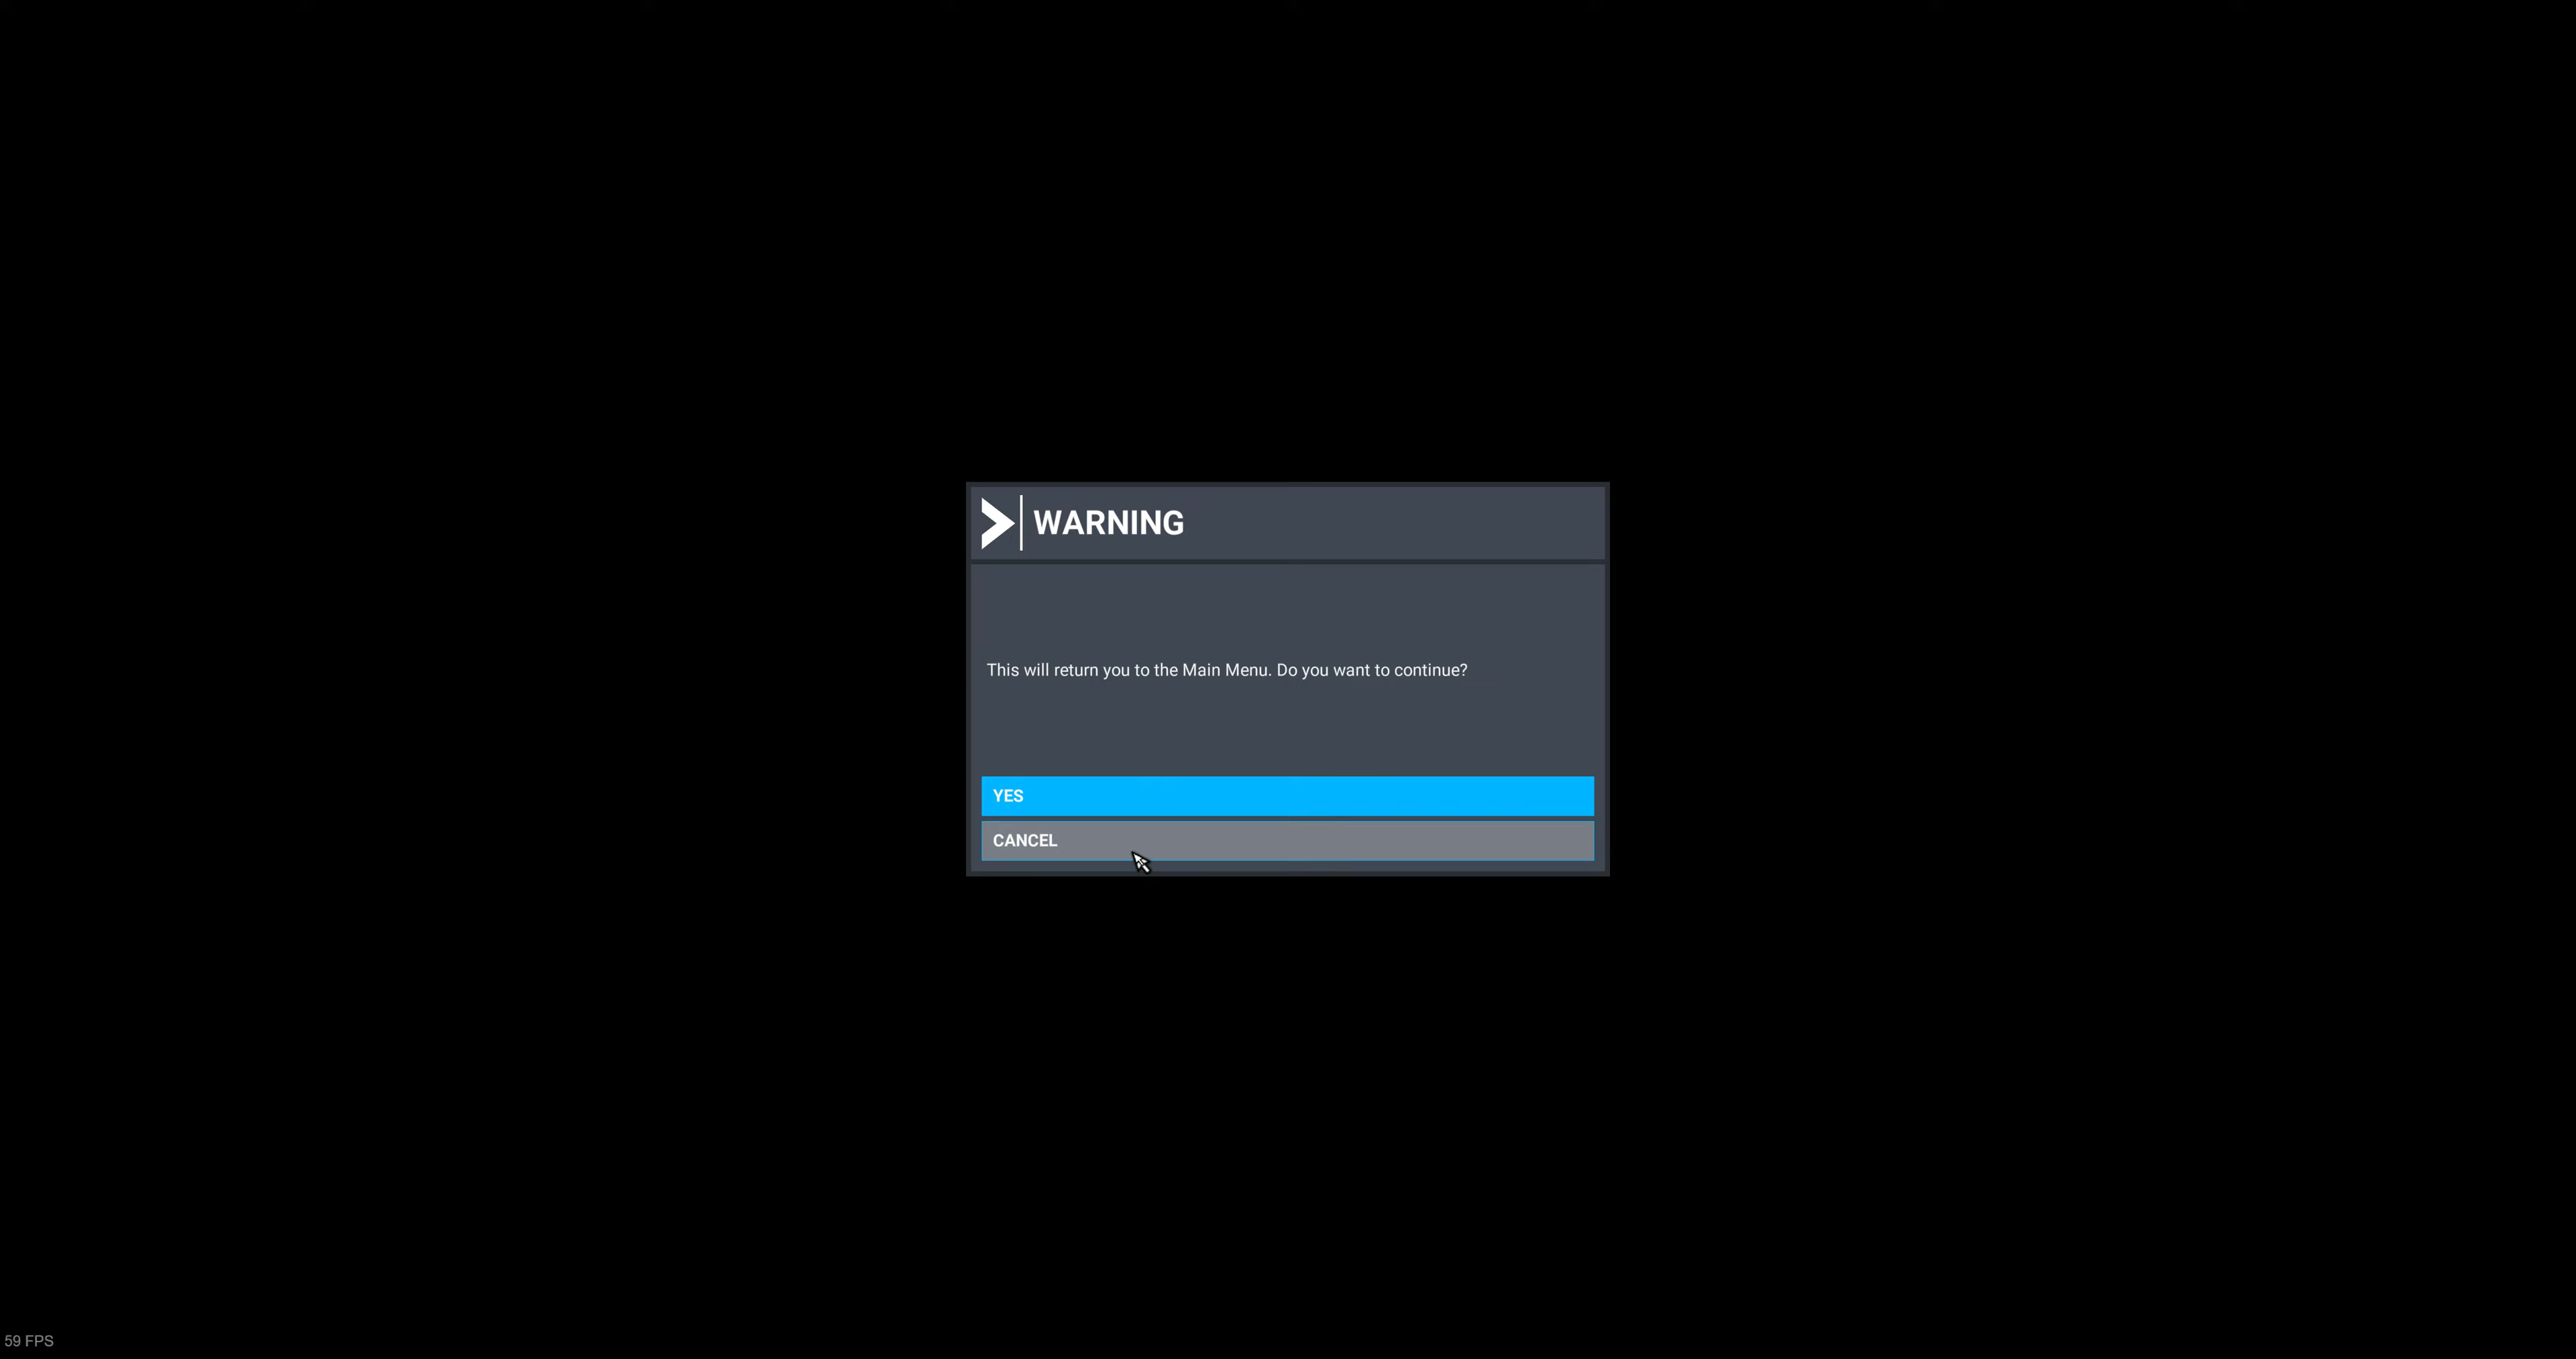 WARNING
This will return you to the Main Menu. Do you want to continue?
YES
CANCEL
59 FPS